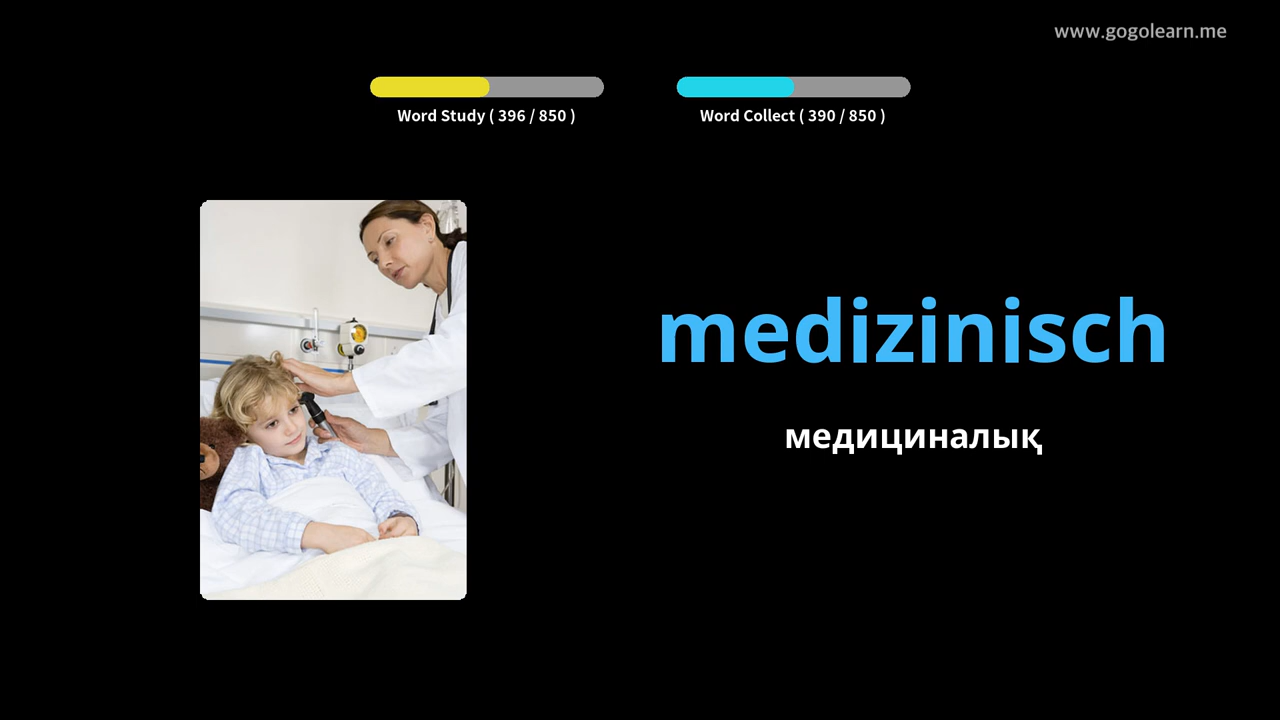 www.gogolearn.me
Word Study ( 396 / 850 )
Word Collect ( 390 / 850 )
medizinisch
медициналық